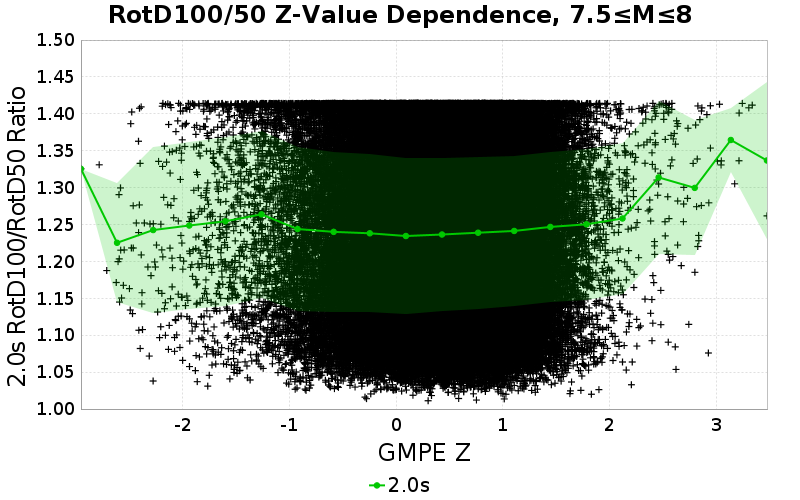 RotD100/50 Z-Value Dependence, 7.5≤M≤8
2.0s RotD100/RotD50 Ratio
1.50
1.45
1.40
1.35
1.30
1.25
1.20
1.15
1.10
1.05
1.00
-2 -1 0 1 2 3
GMPE Z
2.0s